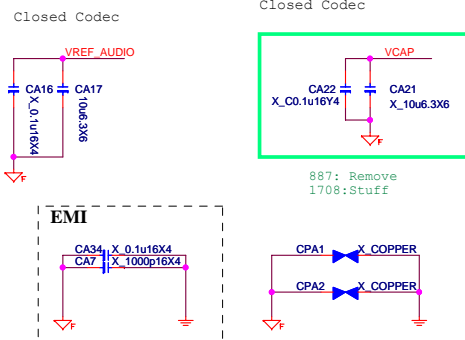 Closed Codec
Closed Codec
VREF_AUDIO
VCAP
CA16
X_0.1u16X4
CA17
10u6.3X6
CA22
X_C0.1u16Y4
CA21
X_10u6.3X6
F
F
887: Remove
1708:Stuff
EMI
CA34 X_0.1u16X4
CA7 X_1000p16X4
CPA1 X_COPPER
CPA2 X_COPPER
F
F